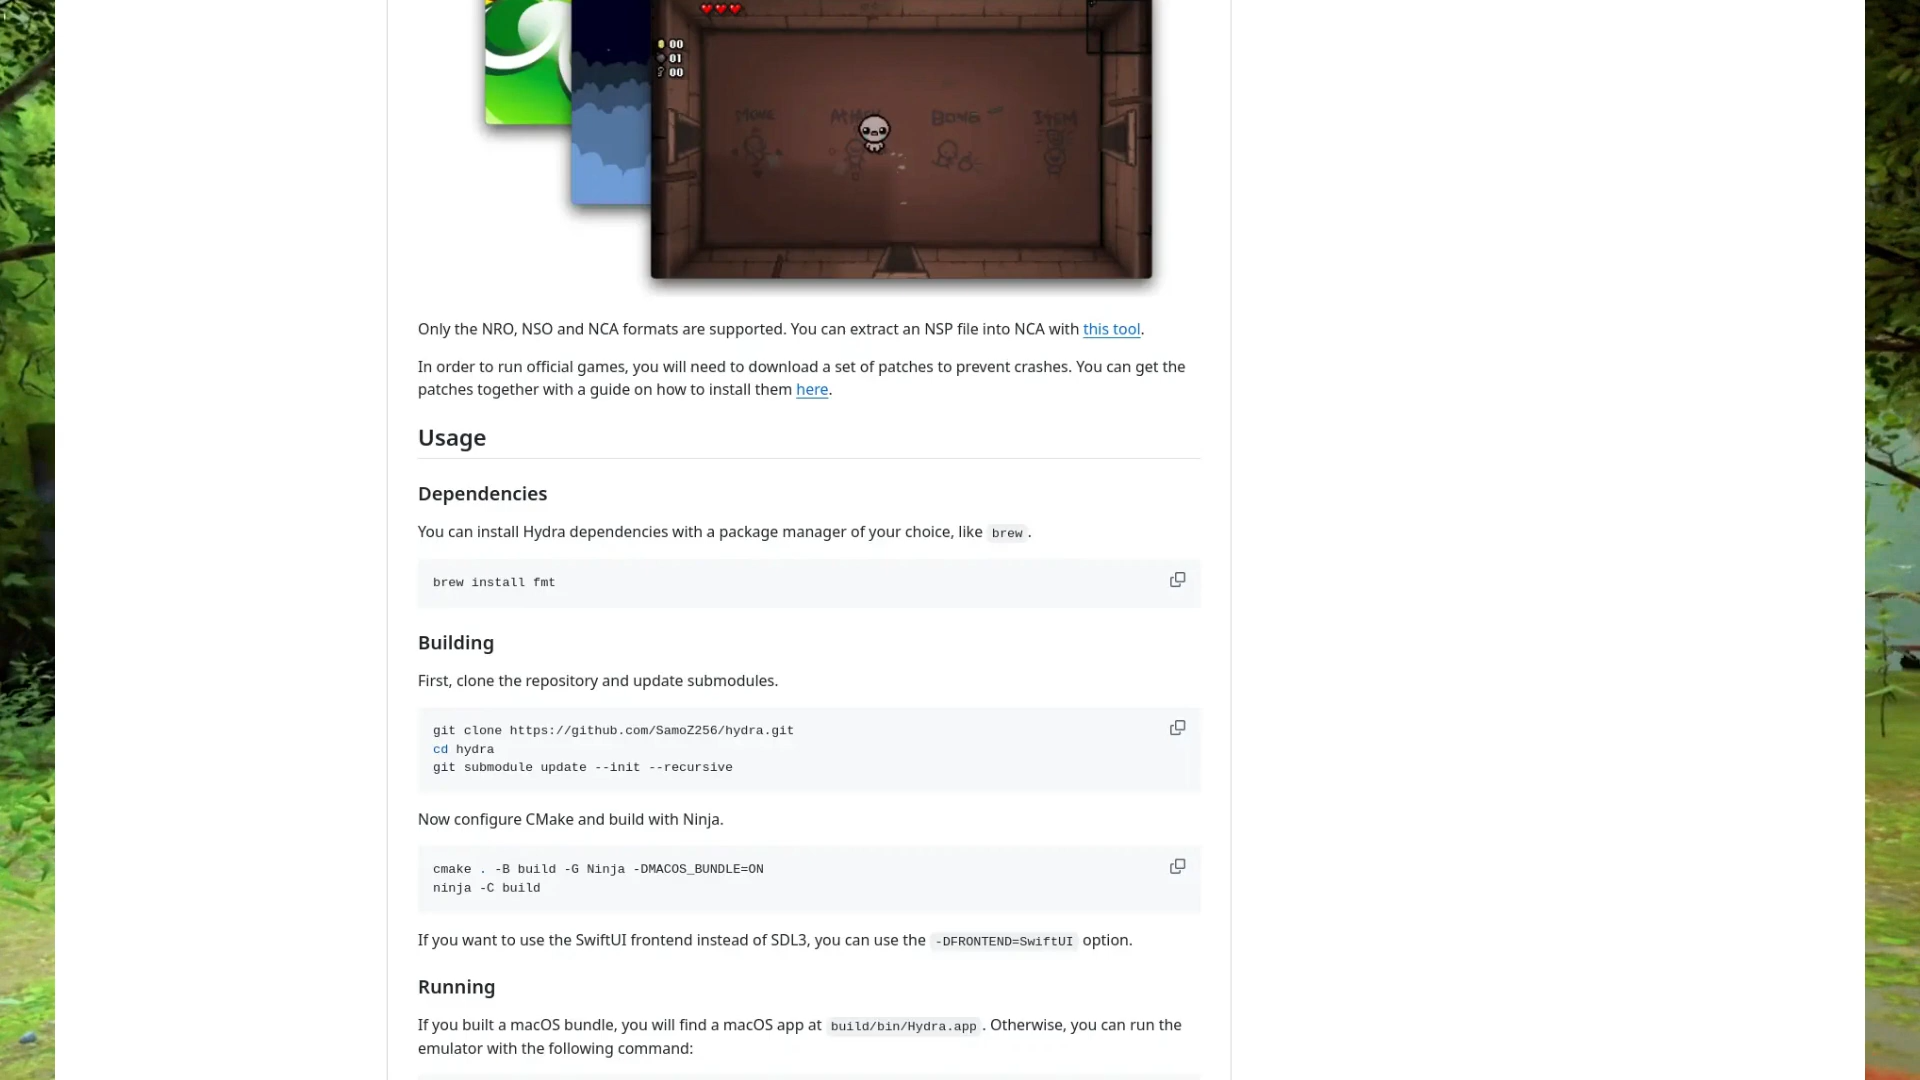 00
01
00
MOVE
ATTACK
BOMB
ITEM
Only the NRO, NSO and NCA formats are supported. You can extract an NSP file into NCA with this tool.
In order to run official games, you will need to download a set of patches to prevent crashes. You can get the
patches together with a guide on how to install them here.
Usage
Dependencies
You can install Hydra dependencies with a package manager of your choice, like brew.
brew install fmt
Building
First, clone the repository and update submodules.
git clone https://github.com/SamoZ256/hydra.git
cd hydra
git submodule update --init --recursive
Now configure CMake and build with Ninja.
cmake . -B build -G Ninja -DMACOS_BUNDLE=ON
ninja -C build
If you want to use the SwiftUI frontend instead of SDL3, you can use the -DFRONTEND=SwiftUI option.
Running
If you built a macOS bundle, you will find a macOS app at build/bin/Hydra.app. Otherwise, you can run the
emulator with the following command: